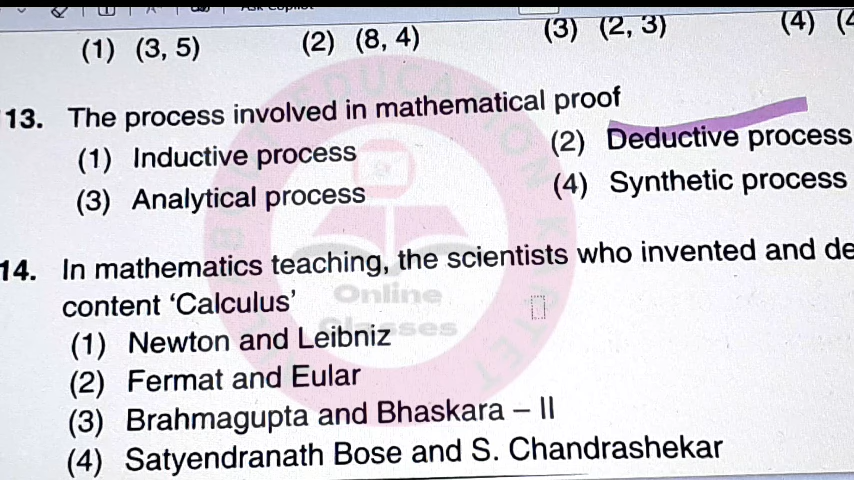 (1) (3, 5) (2) (8, 4) (3) (2, 3) (4)
13. The process involved in mathematical proof
(1) Inductive process (2) Deductive process
(3) Analytical process (4) Synthetic process
14. In mathematics teaching, the scientists who invented and de
content ‘Calculus’
(1) Newton and Leibniz
(2) Fermat and Eular
(3) Brahmagupta and Bhaskara – II
(4) Satyendranath Bose and S. Chandrashekar
Online
Classes